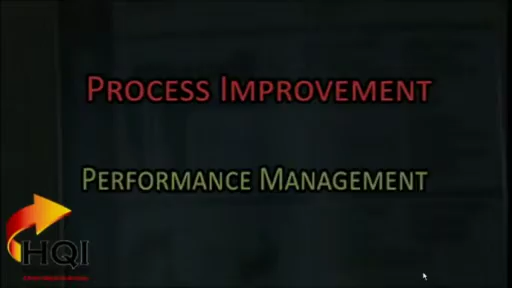 PROCESS IMPROVEMENT
PERFORMANCE MANAGEMENT
HQI